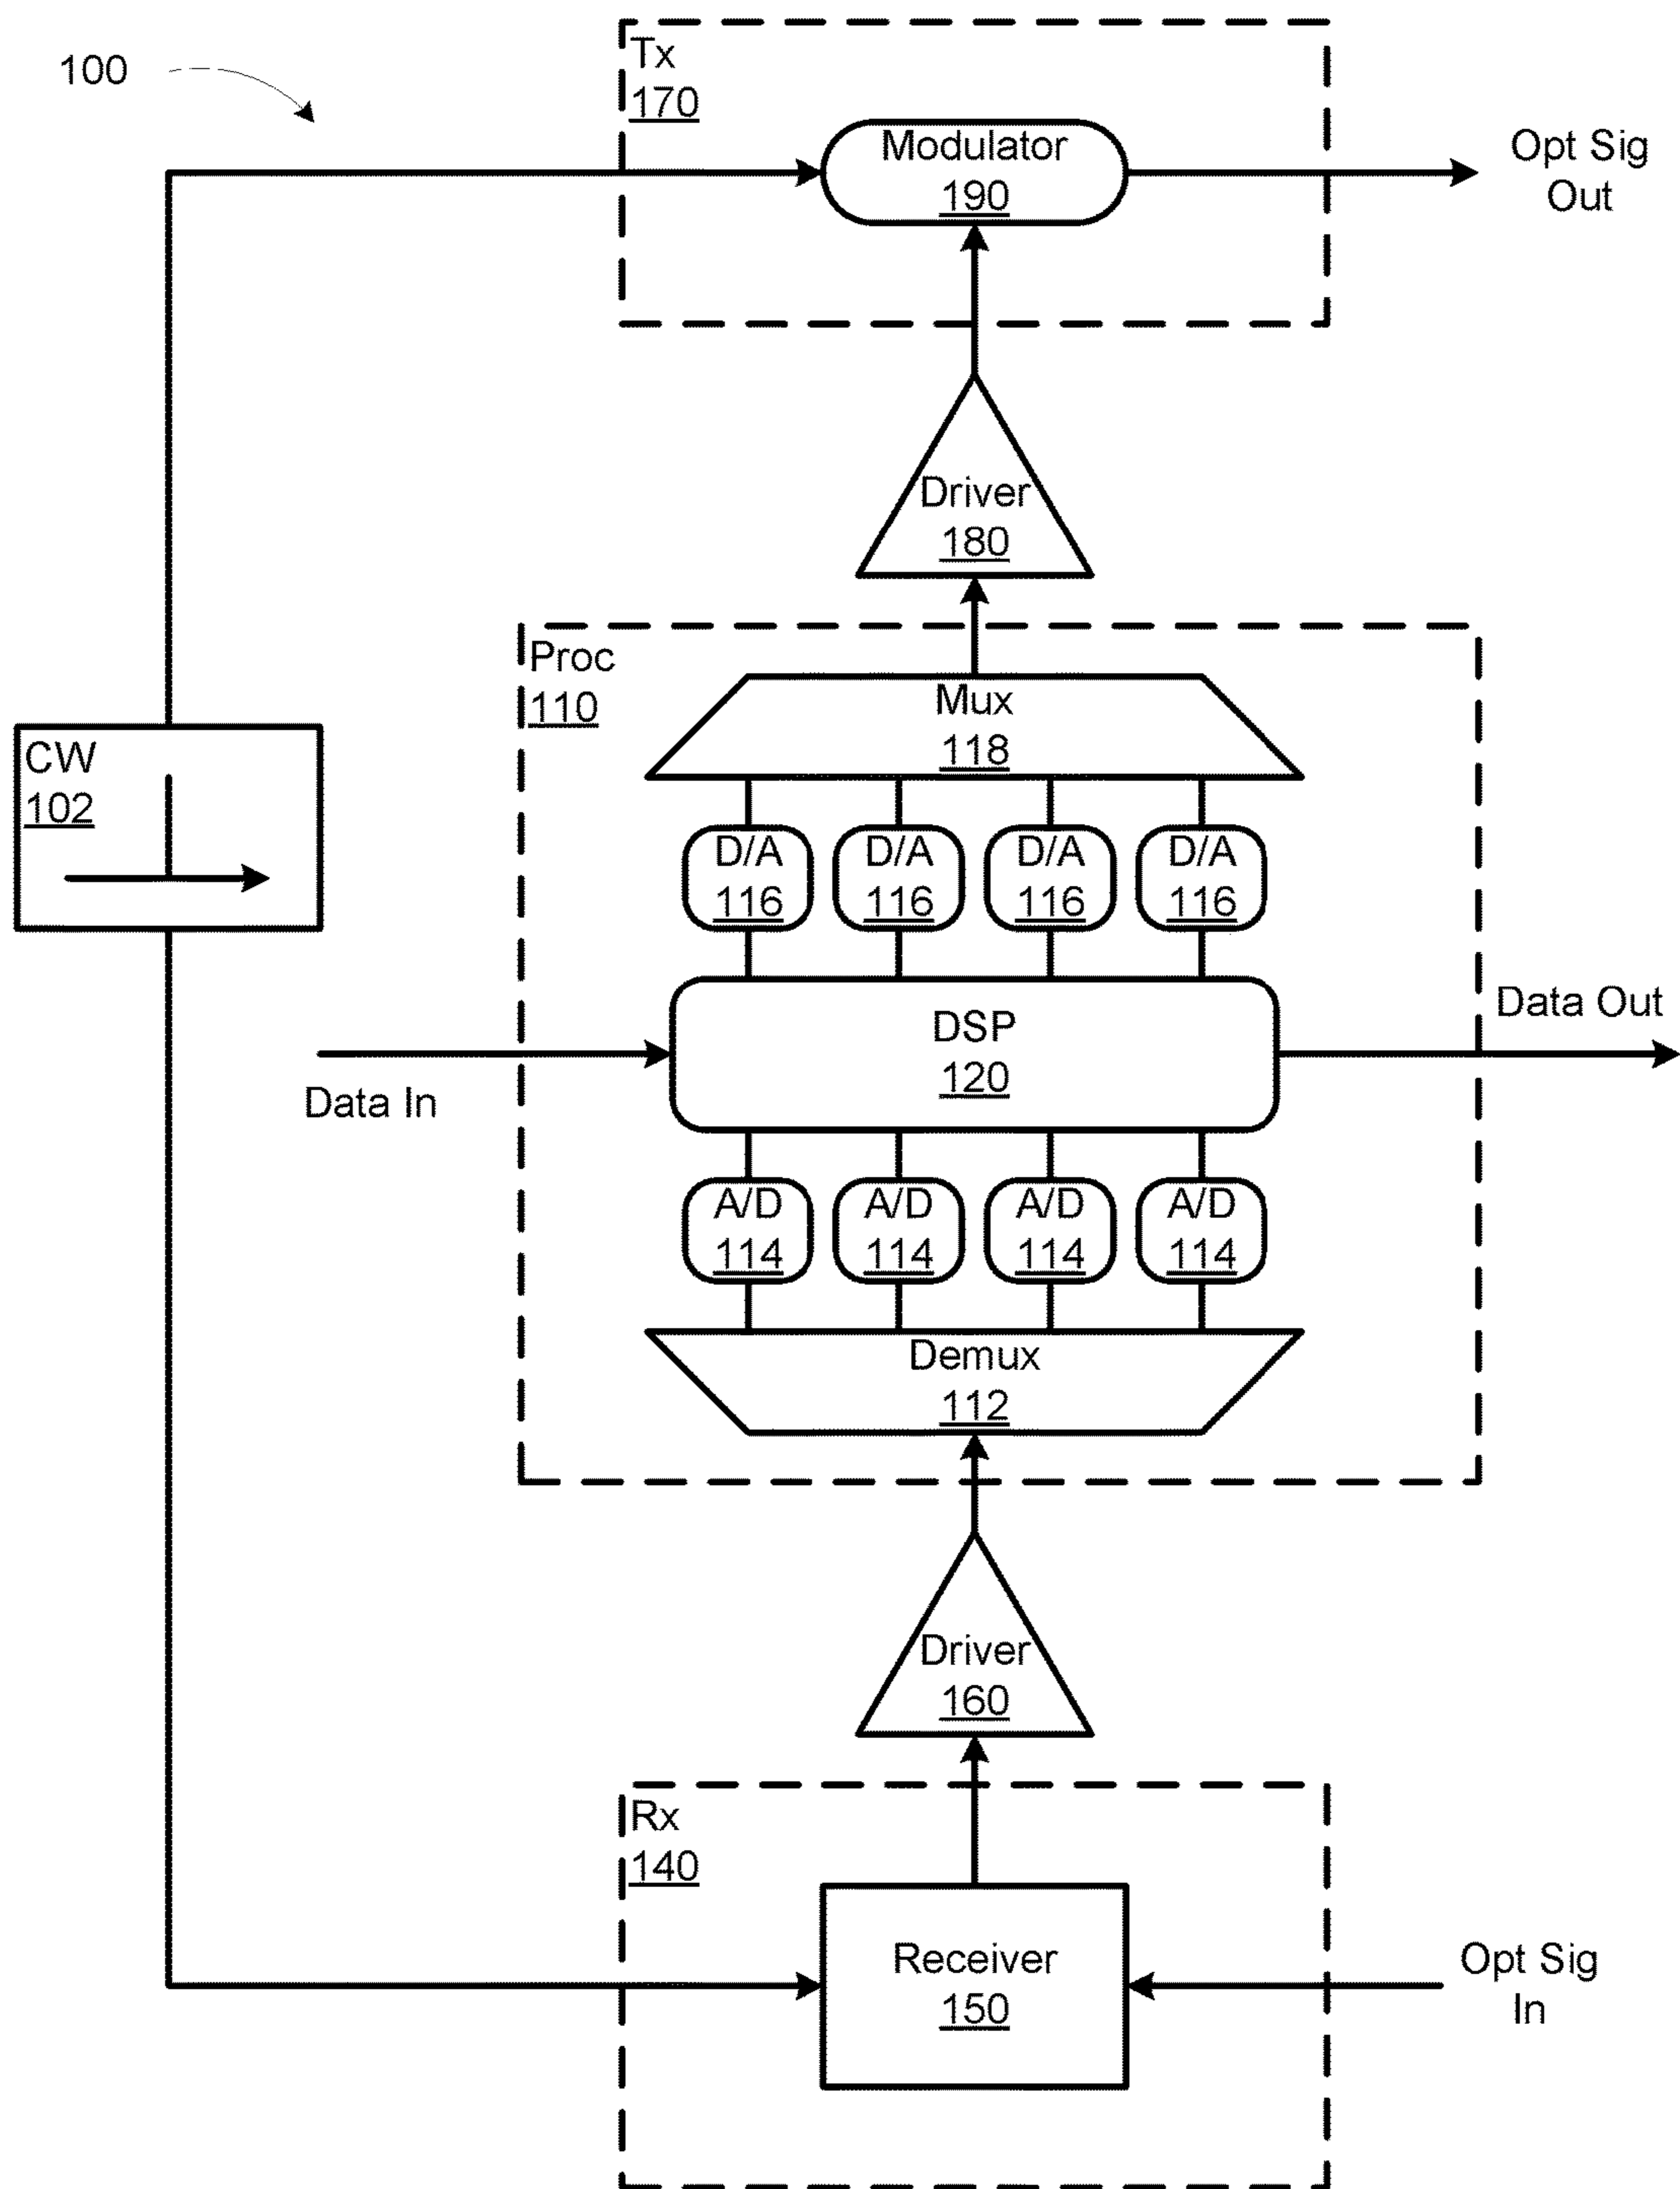 100
Tx
170
Modulator
190
Opt Sig
Out
Driver
180
Proc
110
Mux
118
CW
102
D/A
116
D/A
116
D/A
116
D/A
116
DSP
120
Data In
Data Out
A/D
114
A/D
114
A/D
114
A/D
114
Demux
112
Driver
160
Rx
140
Receiver
150
Opt Sig
In